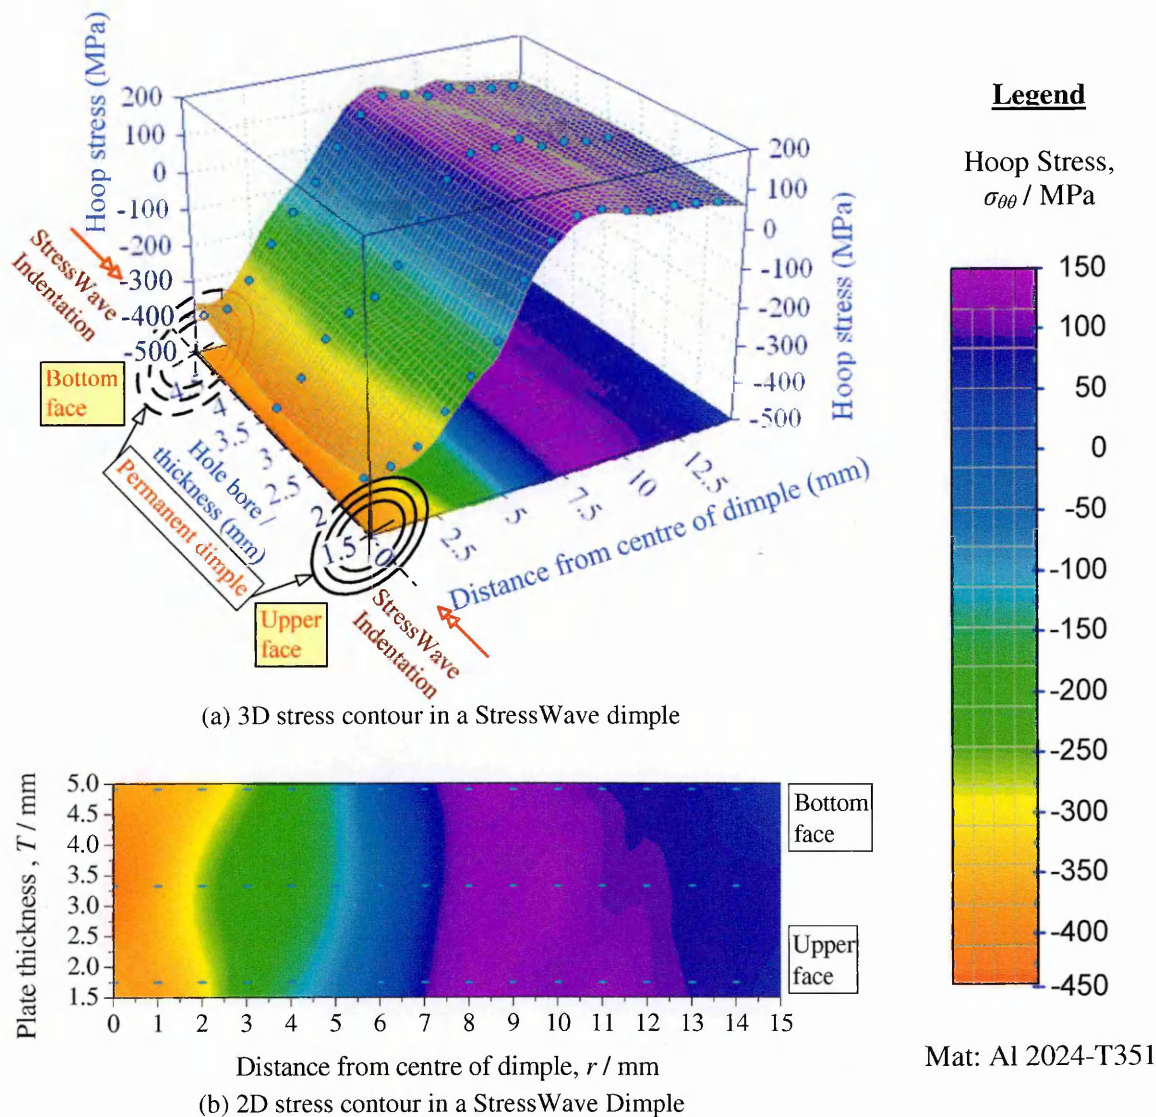 Hoop stress (MPa)
200
100
0
-100
-200
-300
-400
-500
StressWave
Indentation
Bottom
face
4
3.5
3
2.5
2
1.5
Hole bore /
thickness (mm)
Permanent dimple
Upper
face
StressWave
Indentation
0
2.5
5
7.5
10
12.5
Distance from centre of dimple (mm)
200
100
0
-100
-200
-300
-400
-500
Hoop stress (MPa)
(a) 3D stress contour in a StressWave dimple
Legend
Hoop Stress,
σθθ / MPa
150
100
50
0
-50
-100
-150
-200
-250
-300
-350
-400
-450
Mat: Al 2024-T351
Plate thickness , T / mm
5.0
4.5
4.0
3.5
3.0
2.5
2.0
1.5
Bottom
face
Upper
face
0 1 2 3 4 5 6 7 8 9 10 11 12 13 14 15
Distance from centre of dimple, r / mm
(b) 2D stress contour in a StressWave Dimple